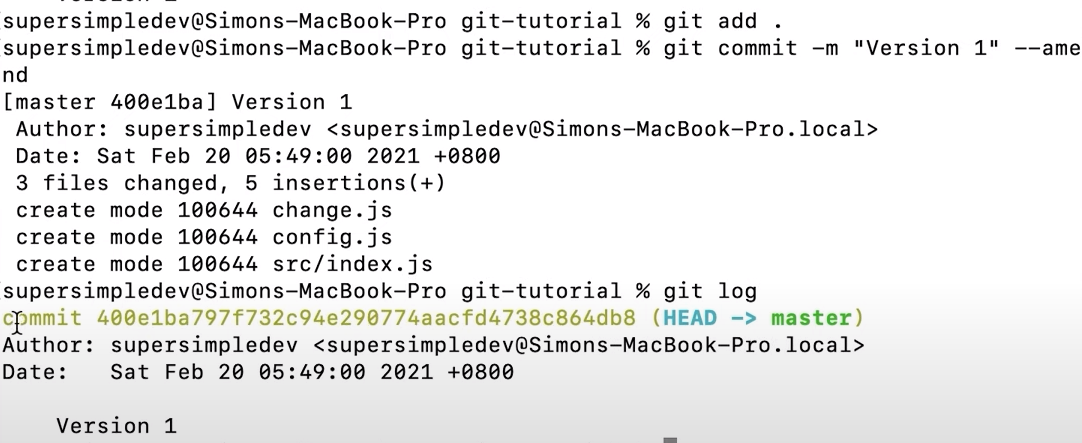 supersimpledev@Simons-MacBook-Pro git-tutorial % git add .
supersimpledev@Simons-MacBook-Pro git-tutorial % git commit -m "Version 1" --ame
nd
[master 400e1ba] Version 1
Author: supersimpledev <supersimpledev@Simons-MacBook-Pro.local>
Date: Sat Feb 20 05:49:00 2021 +0800
3 files changed, 5 insertions(+)
create mode 100644 change.js
create mode 100644 config.js
create mode 100644 src/index.js
supersimpledev@Simons-MacBook-Pro git-tutorial % git log
commit 400e1ba797f732c94e290774aacfd4738c864db8 (HEAD -> master)
Author: supersimpledev <supersimpledev@Simons-MacBook-Pro.local>
Date:   Sat Feb 20 05:49:00 2021 +0800
Version 1